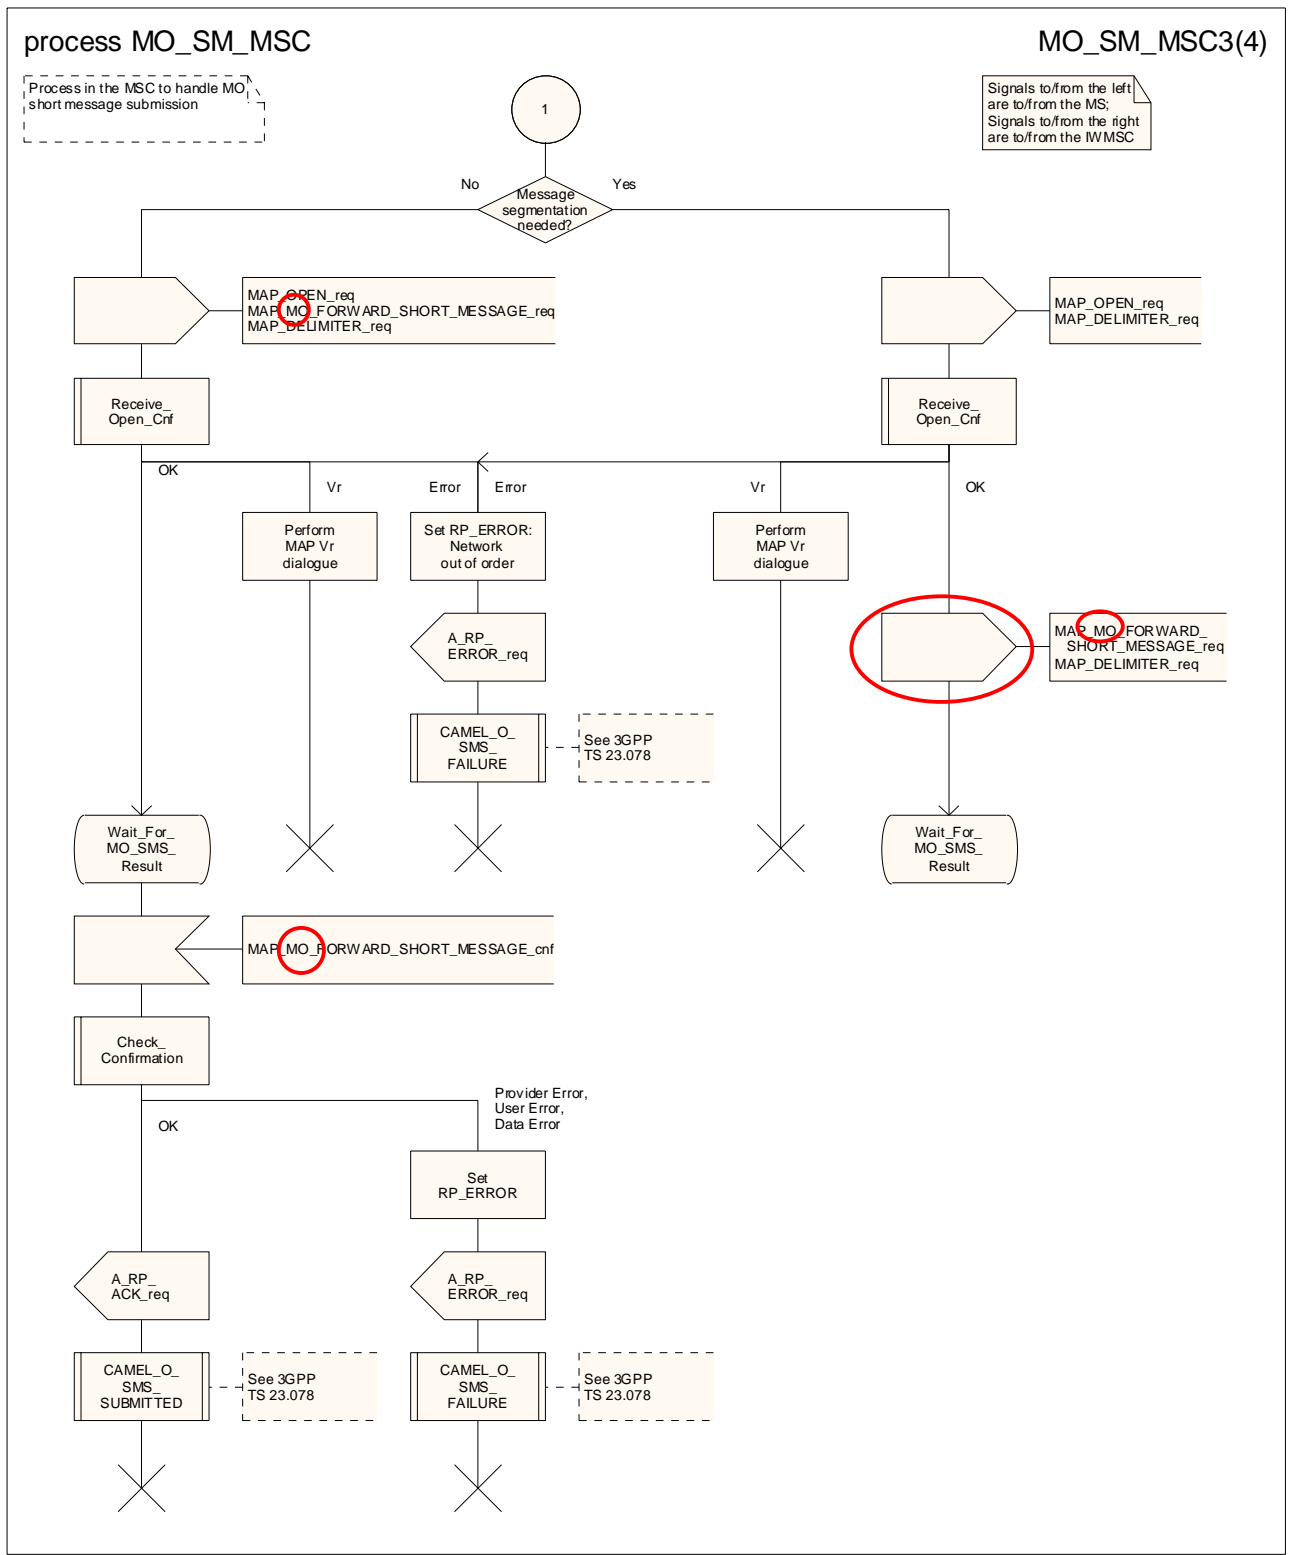 process MO_SM_MSC
MO_SM_MSC3(4)
Process in the MSC to handle MO
short message submission
1
Signals to/from the left
are to/from the MS;
Signals to/from the right
are to/from the IWMSC
No
Yes
Message
segmentation
needed?
MAP_OPEN_req
MAP_MO_FORWARD_SHORT_MESSAGE_req
MAP_DELIMITER_req
MAP_OPEN_req
MAP_DELIMITER_req
Receive_
Open_Cnf
Receive_
Open_Cnf
OK
Vr
Error
Error
Vr
OK
Perform
MAP Vr
dialogue
Set RP_ERROR:
Network
out of order
Perform
MAP Vr
dialogue
A_RP_
ERROR_req
MAP_MO_FORWARD_
SHORT_MESSAGE_req
MAP_DELIMITER_req
CAMEL_O_
SMS_
FAILURE
See 3GPP
TS 23.078
Wait_For_
MO_SMS_
Result
Wait_For_
MO_SMS_
Result
MAP_MO_FORWARD_SHORT_MESSAGE_cnf
Check_
Confirmation
Provider Error,
User Error,
Data Error
OK
Set
RP_ERROR
A_RP_
ACK_req
A_RP_
ERROR_req
CAMEL_O_
SMS_
SUBMITTED
See 3GPP
TS 23.078
CAMEL_O_
SMS_
FAILURE
See 3GPP
TS 23.078